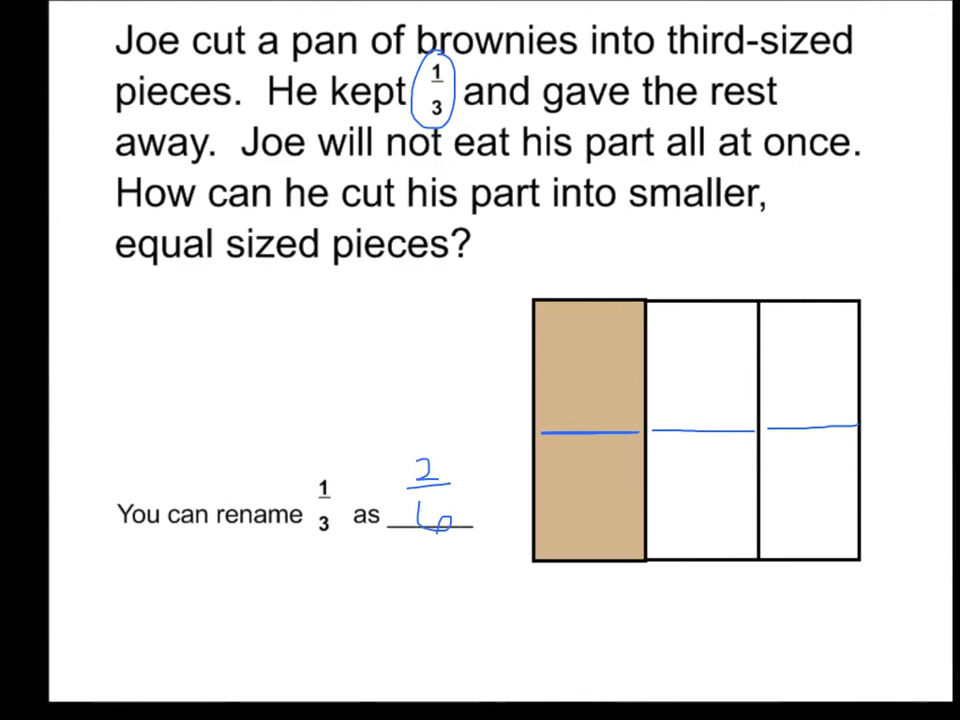 Joe cut a pan of brownies into third-sized
pieces. He kept 1/3 and gave the rest
away. Joe will not eat his part all at once.
How can he cut his part into smaller,
equal sized pieces?
You can rename 1/3 as 2/6